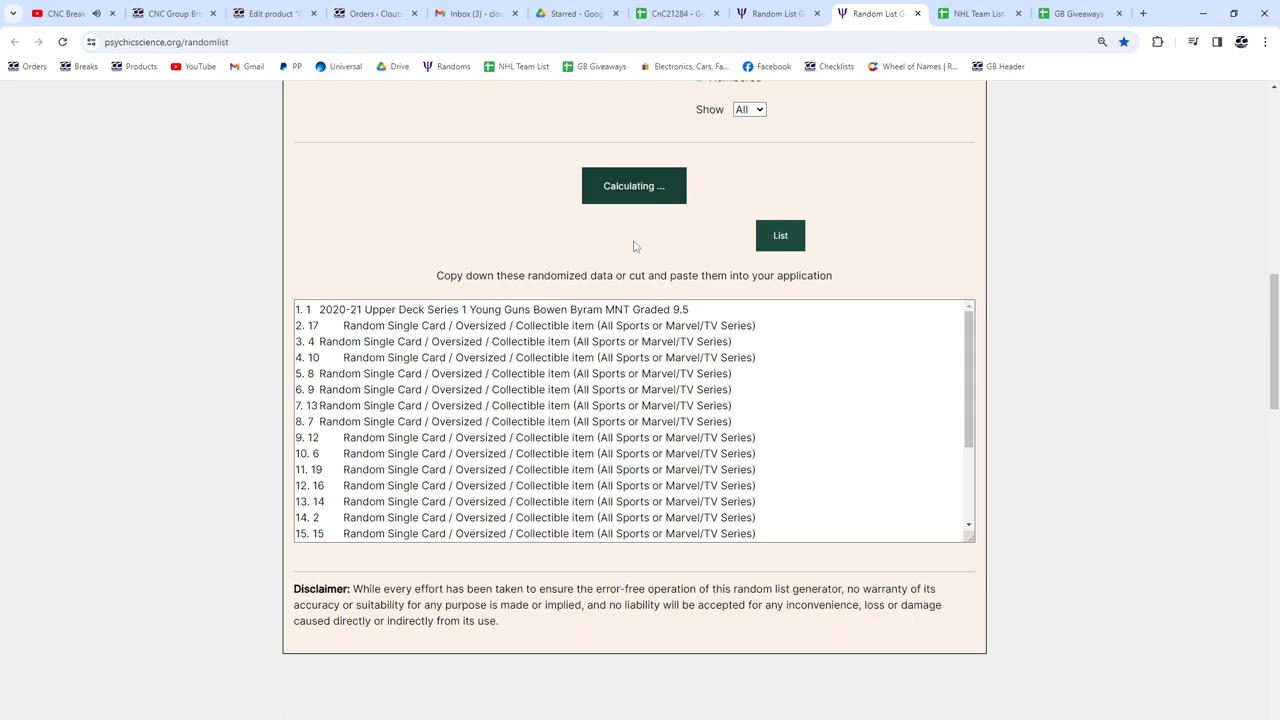 CNC Breake
CNC Group Bre
Edit product "G
Orders ‹ Clouts
Inbox (3) - clou
Starred - Goog
CnC21284 - Go
Random List Ge
Random List Ge
NHL Team List
GB Giveaways
psychicscience.org/randomlist
Orders
Breaks
Products
YouTube
Gmail
PP
Universal
Drive
Randoms
NHL Team List
GB Giveaways
Electronics, Cars, Fa...
Facebook
Checklists
Wheel of Names | R...
GB Header
Numbered
Show All
Calculating ...
List
Copy down these randomized data or cut and paste them into your application
1. 1 2020-21 Upper Deck Series 1 Young Guns Bowen Byram MNT Graded 9.5
2. 17 Random Single Card / Oversized / Collectible item (All Sports or Marvel/TV Series)
3. 4 Random Single Card / Oversized / Collectible item (All Sports or Marvel/TV Series)
4. 10 Random Single Card / Oversized / Collectible item (All Sports or Marvel/TV Series)
5. 8 Random Single Card / Oversized / Collectible item (All Sports or Marvel/TV Series)
6. 9 Random Single Card / Oversized / Collectible item (All Sports or Marvel/TV Series)
7. 13 Random Single Card / Oversized / Collectible item (All Sports or Marvel/TV Series)
8. 7 Random Single Card / Oversized / Collectible item (All Sports or Marvel/TV Series)
9. 12 Random Single Card / Oversized / Collectible item (All Sports or Marvel/TV Series)
10. 6 Random Single Card / Oversized / Collectible item (All Sports or Marvel/TV Series)
11. 19 Random Single Card / Oversized / Collectible item (All Sports or Marvel/TV Series)
12. 16 Random Single Card / Oversized / Collectible item (All Sports or Marvel/TV Series)
13. 14 Random Single Card / Oversized / Collectible item (All Sports or Marvel/TV Series)
14. 2 Random Single Card / Oversized / Collectible item (All Sports or Marvel/TV Series)
15. 15 Random Single Card / Oversized / Collectible item (All Sports or Marvel/TV Series)
Disclaimer: While every effort has been taken to ensure the error-free operation of this random list generator, no warranty of its
accuracy or suitability for any purpose is made or implied, and no liability will be accepted for any inconvenience, loss or damage
caused directly or indirectly from its use.